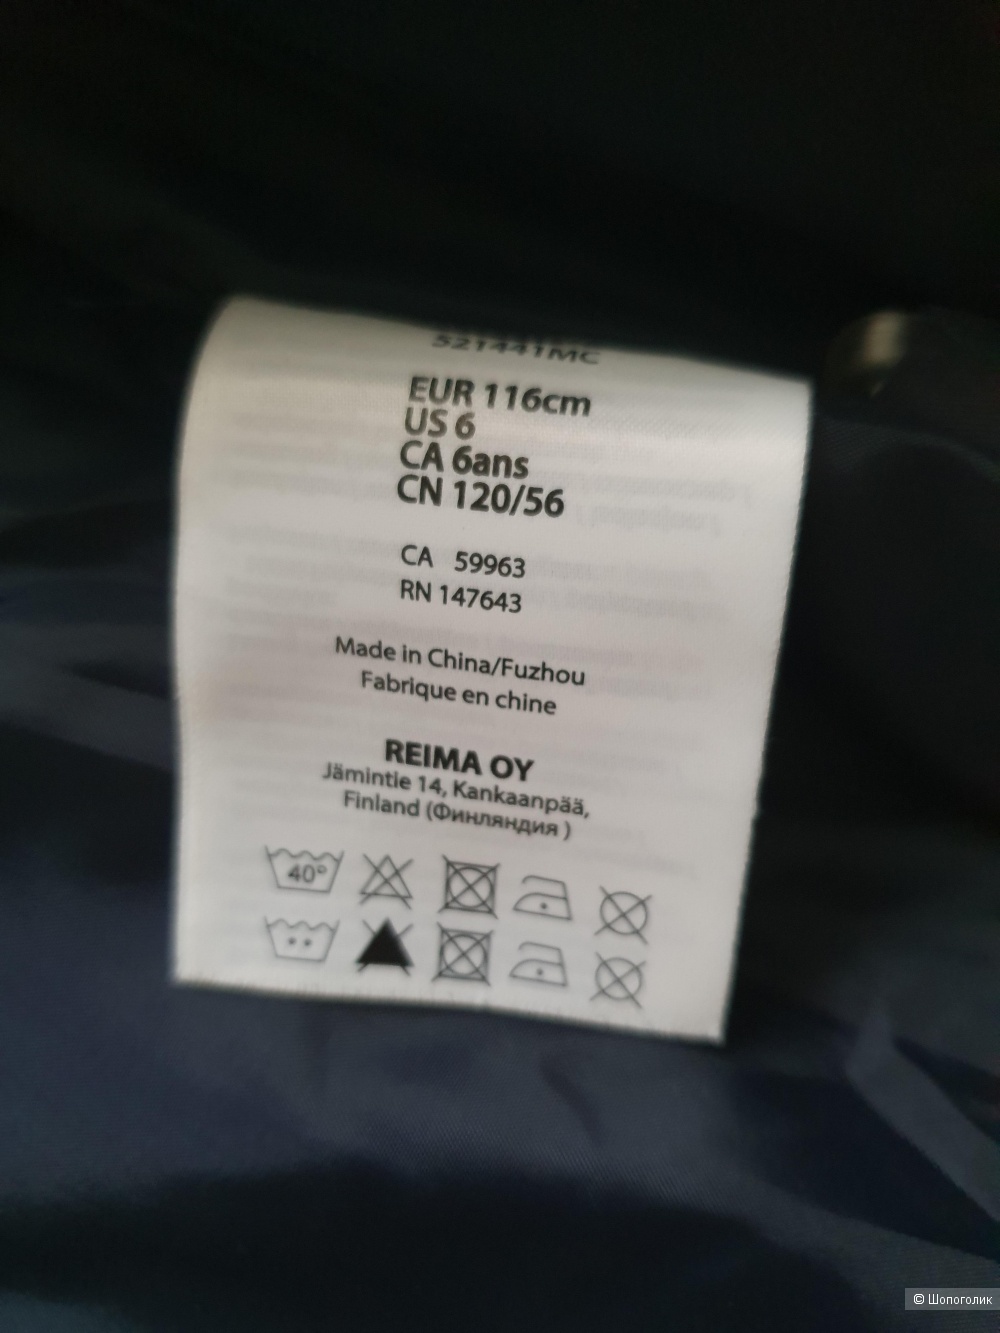 521441MC
EUR 116cm
US 6
CA 6ans
CN 120/56
CA 59963
RN 147643
Made in China/Fuzhou
Fabrique en chine
REIMA OY
Jämintie 14, Kankaanpää,
Finland (Финляндия )
40°
© Шопоголик